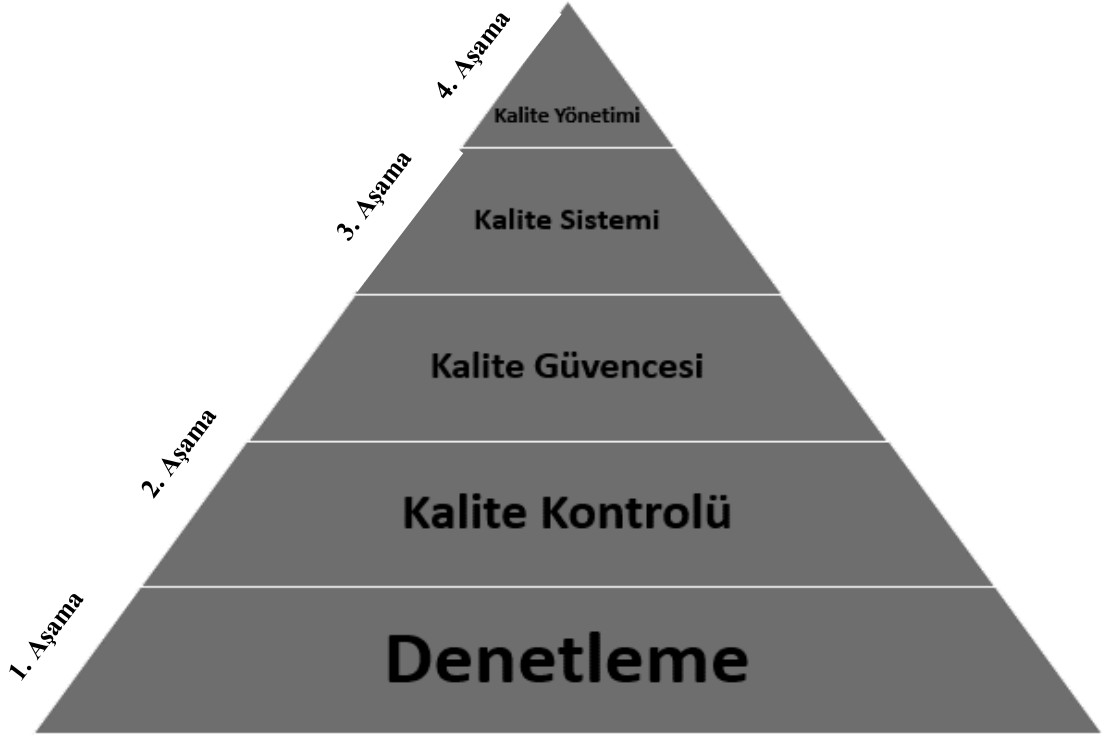 4. Aşama
Kalite Yönetimi
3. Aşama
Kalite Sistemi
Kalite Güvencesi
2. Aşama
Kalite Kontrolü
1. Aşama
Denetleme